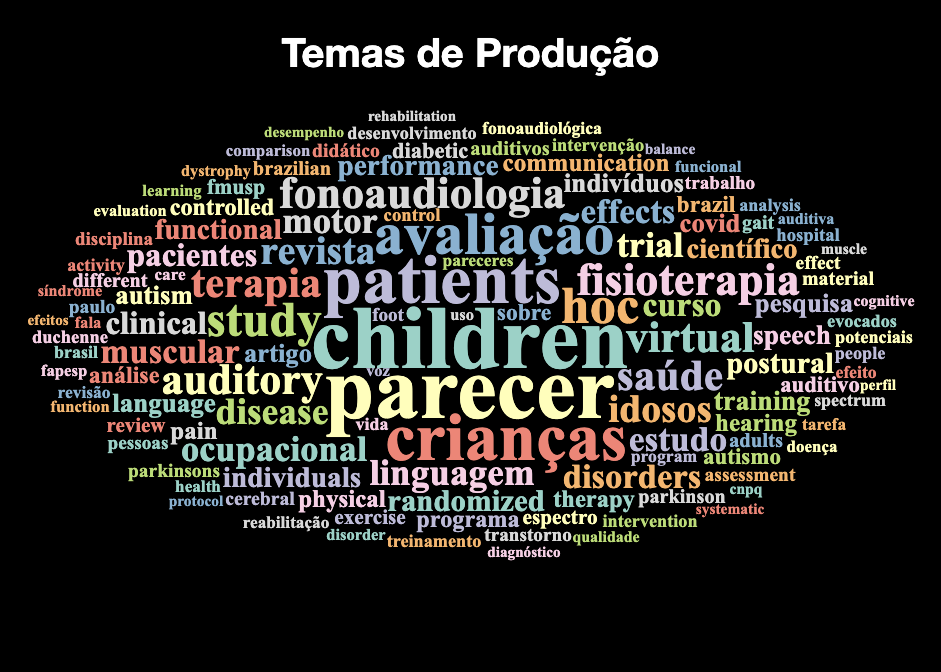 Temas de Produção
rehabilitation
desempenho desenvolvimento fonoaudiológica
comparison didático diabetic auditivos intervenção balance
dystrophy brazilian performance communication funcional
learning fmusp fonoaudiologia indivíduos trabalho
evaluation controlled motor control effects brazil analysis
disciplina functional revista avaliação trial covid gait auditiva
activity pacientes pareceres científico hospital muscle
different care terapia patients fisioterapia effect material
síndrome paulo autism foot uso sobre hoc curso pesquisa cognitive
efeitos fala clinical study children virtual speech evocados
duchenne brasil muscular artigo voz postural potenciais people
fapesp análise auditory parecer saúde auditivo efeito perfil
revisão function language disease vida idosos training spectrum
review pain crianças estudo hearing tarefa
pessoas ocupacional program adults doença
parkinsons individuals linguagem disorders autismo assessment
health cerebral physical randomized therapy parkinson cnpq
protocol systematic
reabilitação exercise programa espectro intervention
disorder treinamento transtorno qualidade
diagnóstico